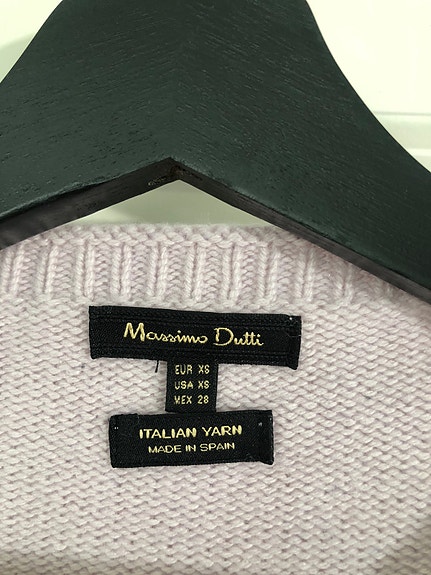 Massimo Dutti
EUR XS
USA XS
MEX 28
ITALIAN YARN
MADE IN SPAIN